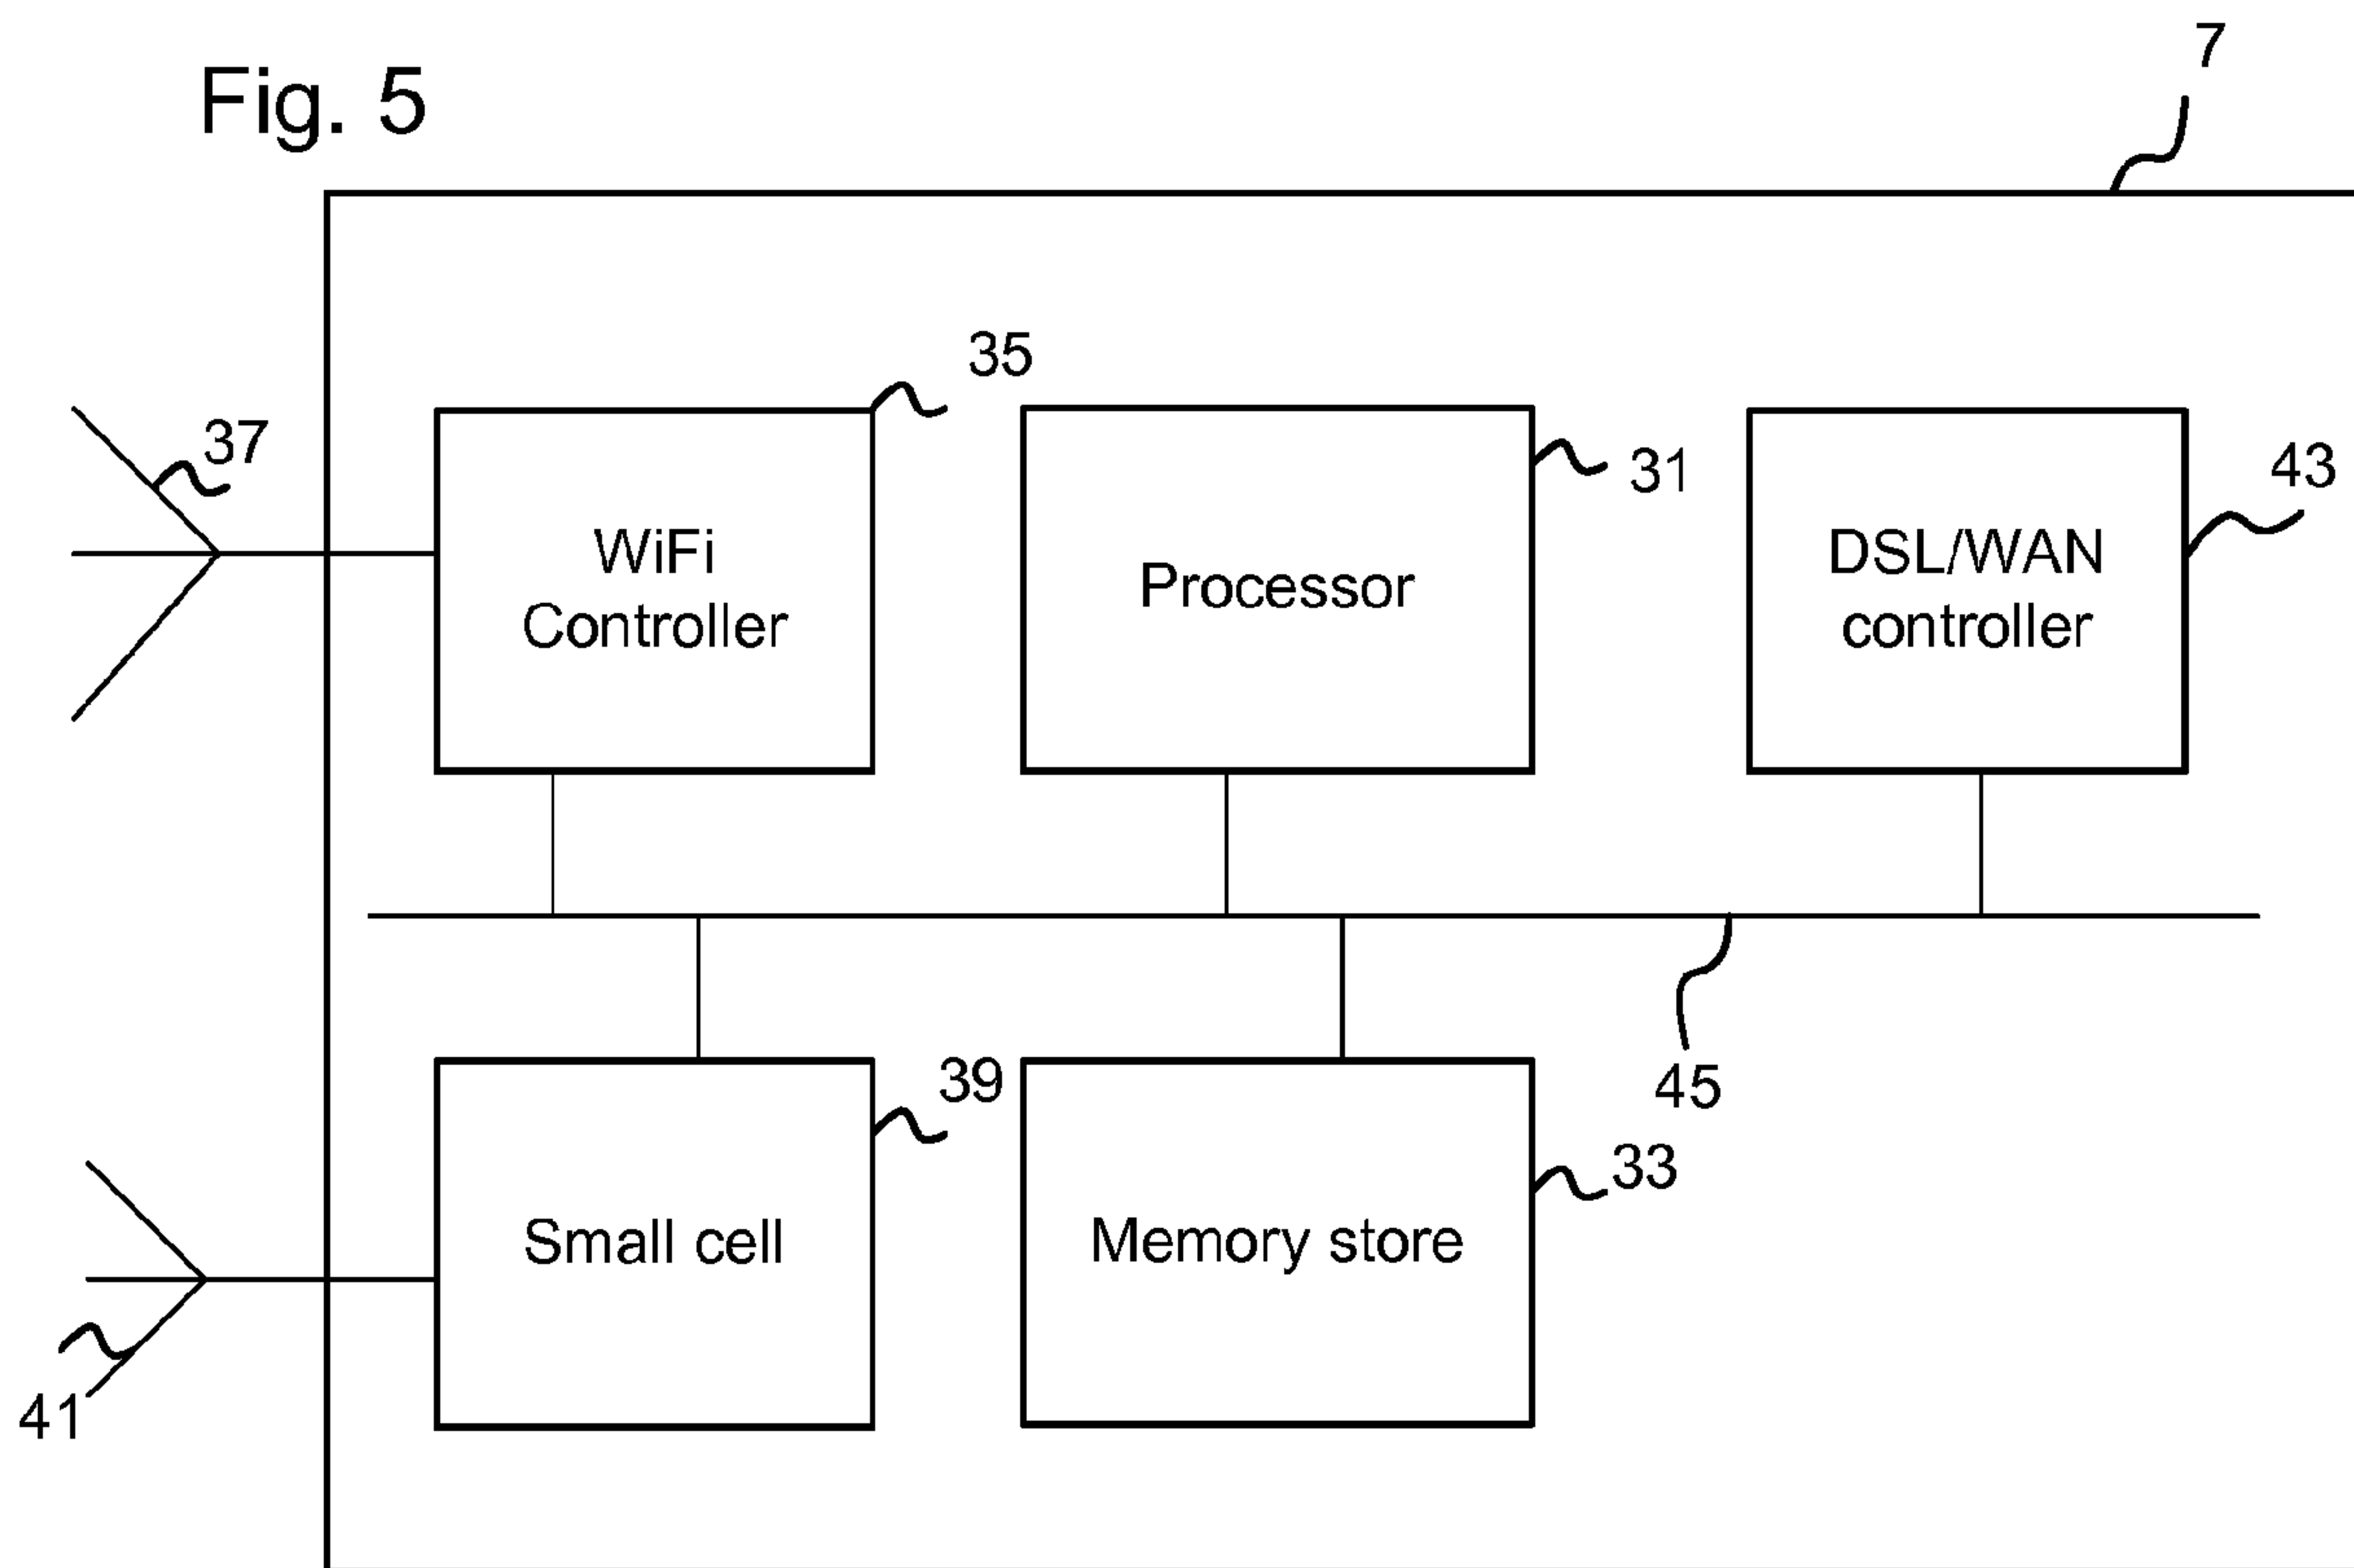 Fig. 5
7
35
37
31
43
WiFi
Controller
Processor
DSL/WAN
controller
39
45
33
Small cell
Memory store
41